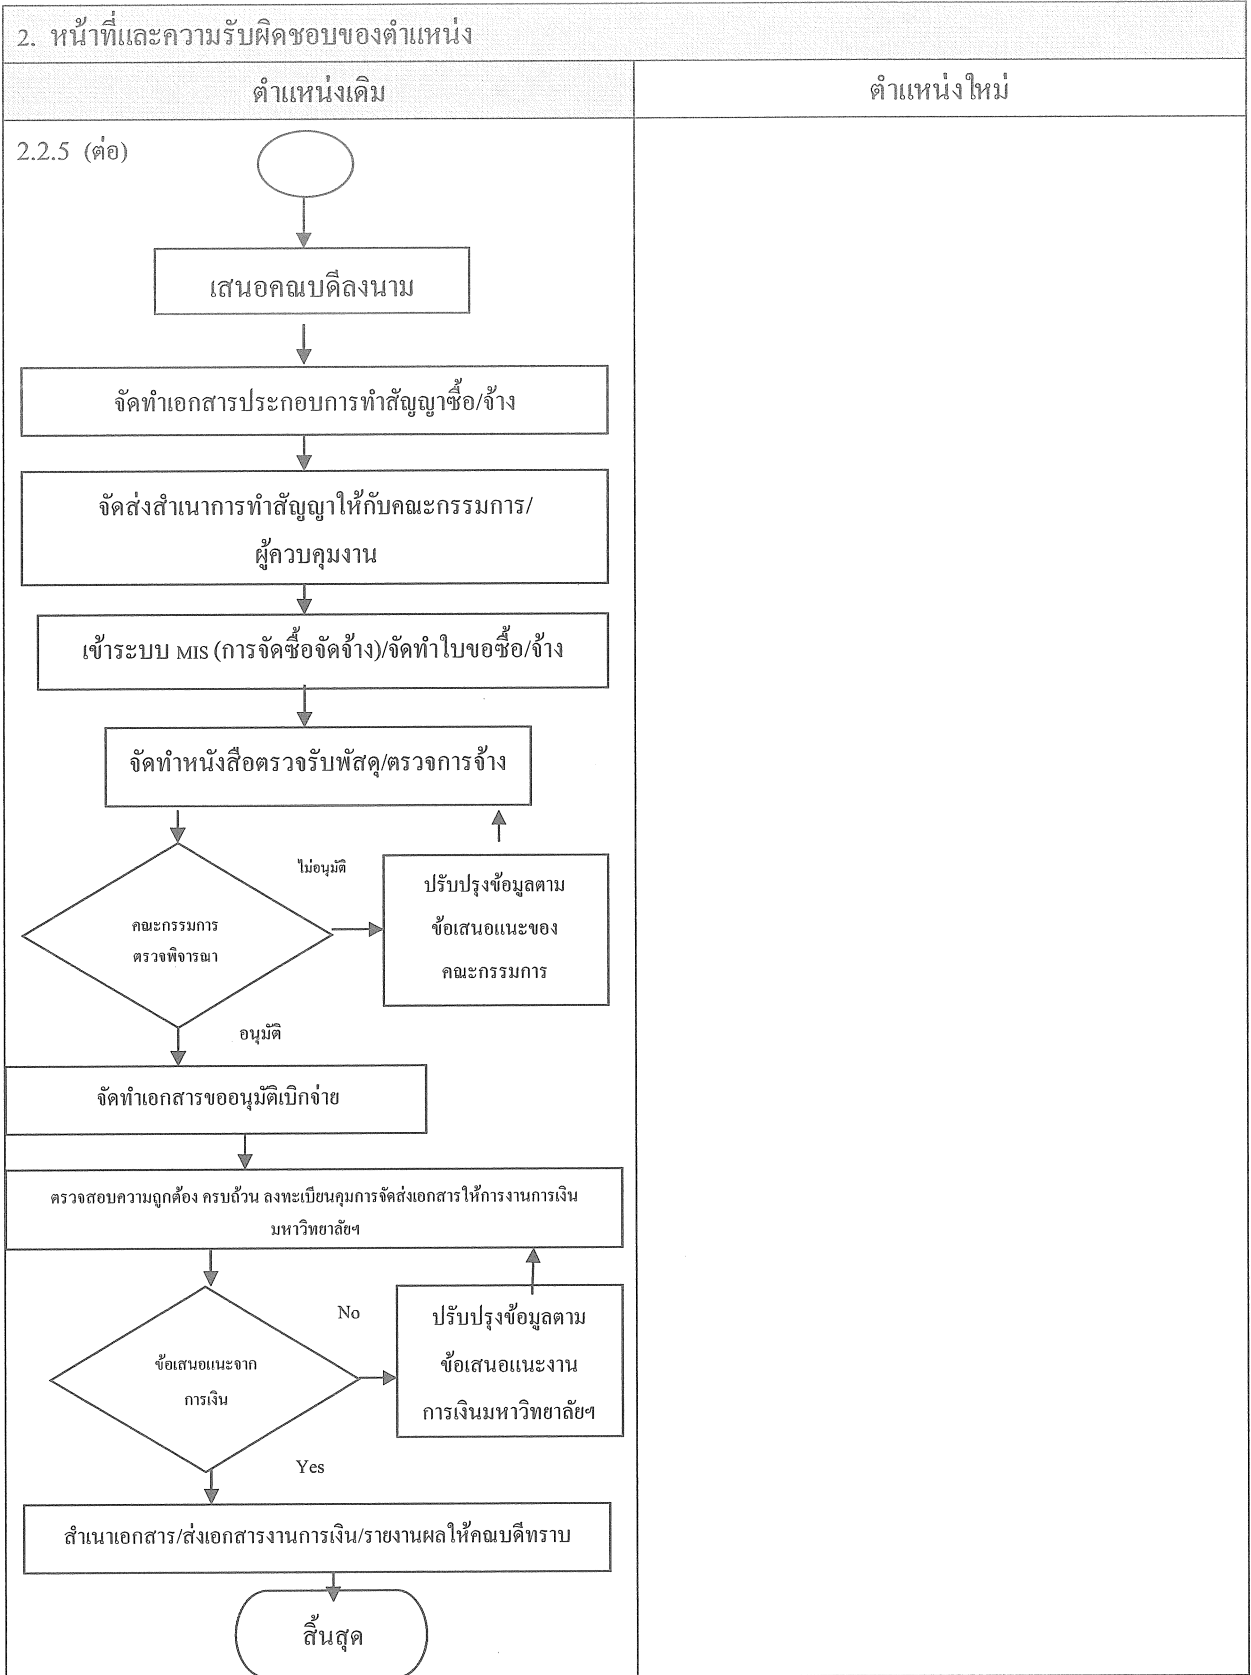 2. หน้าที่และความรับผิดชอบของตำแหน่ง
ตำแหน่งเดิม
ตำแหน่งใหม่
2.2.5 (ต่อ)
เสนอคณบดีลงนาม
จัดทำเอกสารประกอบการทำสัญญาซื้อ/จ้าง
จัดส่งสำเนาการทำสัญญาให้กับคณะกรรมการ/
ผู้ควบคุมงาน
เข้าระบบ MIS (การจัดซื้อจัดจ้าง)/จัดทำใบขอซื้อ/จ้าง
จัดทำหนังสือตรวจรับพัสดุ/ตรวจการจ้าง
ไม่อนุมัติ
คณะกรรมการ
ตรวจพิจารณา
ปรับปรุงข้อมูลตาม
ข้อเสนอแนะของ
คณะกรรมการ
อนุมัติ
จัดทำเอกสารขออนุมัติเบิกจ่าย
ตรวจสอบความถูกต้อง ครบถ้วน ลงทะเบียนคุมการจัดส่งเอกสารให้การงานการเงิน
มหาวิทยาลัยฯ
No
ข้อเสนอแนะจาก
การเงิน
ปรับปรุงข้อมูลตาม
ข้อเสนอแนะงาน
การเงินมหาวิทยาลัยฯ
Yes
สำเนาเอกสาร/ส่งเอกสารงานการเงิน/รายงานผลให้คณบดีทราบ
สิ้นสุด